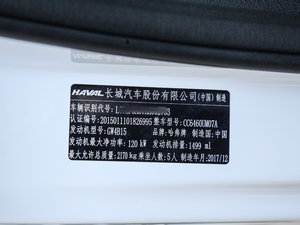 HAVAL 长城汽车股份有限公司(中国)制造
车辆识别代号: L
认证: 2015011101826995 整车型号: CC6460UM07A
发动机型号: GW4B15 品牌: 哈弗牌 制造国: 中国
发动机最大净功率: 120 kW 发动机排量: 1499 ml
最大允许总质量: 2170 kg 乘坐人数: 5人 制造年月: 2017/12